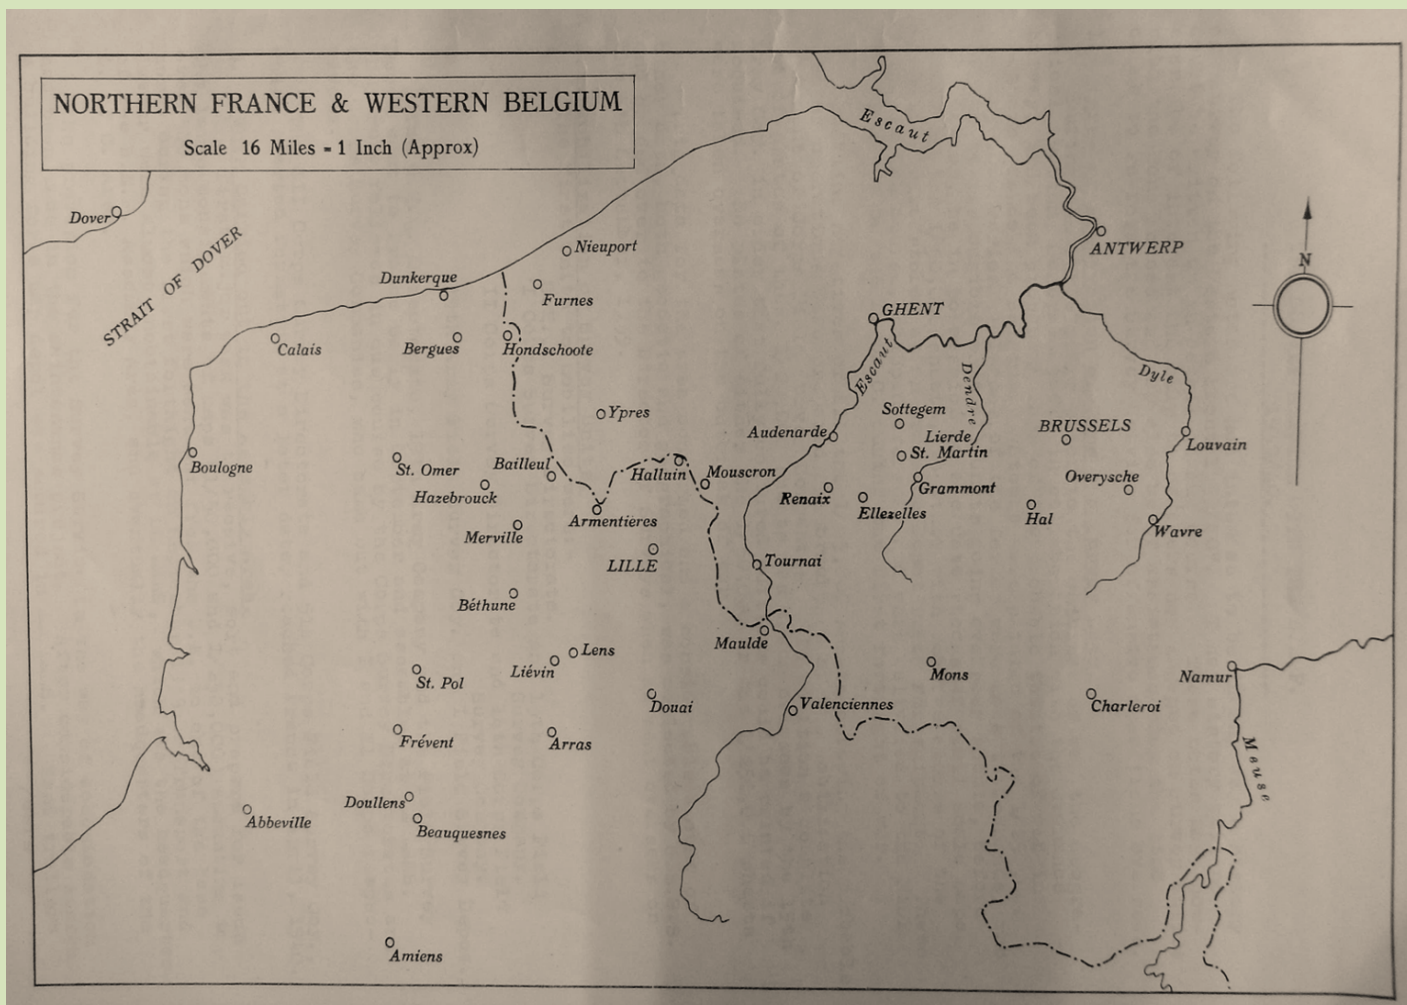 NORTHERN FRANCE & WESTERN BELGIUM
Scale 16 Miles = 1 Inch (Approx)
Escaut
Dover
STRAIT OF DOVER
Nieuport
ANTWERP
Dunkerque
Furnes
N
GHENT
Calais
Bergues
Hondschoote
Escaut
Dendre
Dyle
Ypres
Sottegem
Audenarde
Lierde
St. Martin
BRUSSELS
Louvain
Boulogne
St. Omer
Bailleul
Halluin
Mouscron
Overysche
Hazebrouck
Renaix
Grammont
Ellezelles
Armentières
Hal
Wavre
Merville
LILLE
Tournai
Béthune
Maulde
Lens
Liévin
St. Pol
Mons
Namur
Douai
Valenciennes
Charleroi
Frévent
Arras
Meuse
Doullens
Abbeville
Beauquesnes
Amiens